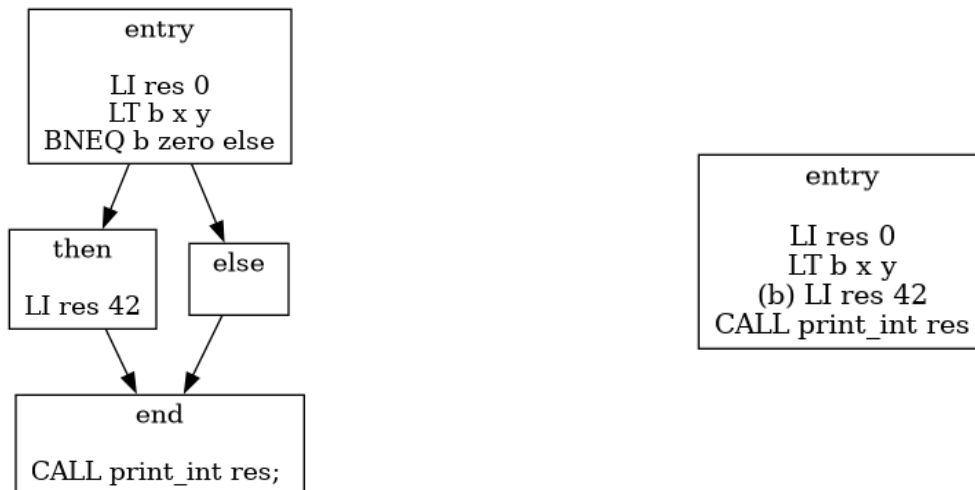 entry
LI res 0
LT b x y
BNEQ b zero else
then
LI res 42
else
end
CALL print_int res;
entry
LI res 0
LT b x y
(b) LI res 42
CALL print_int res